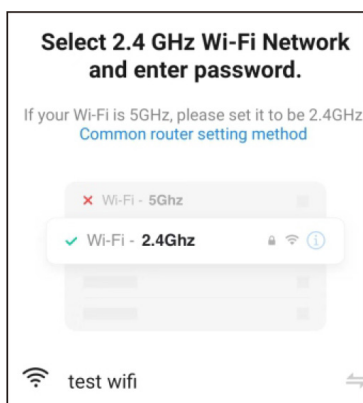 Select 2.4 GHz Wi-Fi Network
and enter password.
If your Wi-Fi is 5GHz, please set it to be 2.4GHz
Common router setting method
Wi-Fi - 5Ghz
Wi-Fi - 2.4Ghz
test wifi